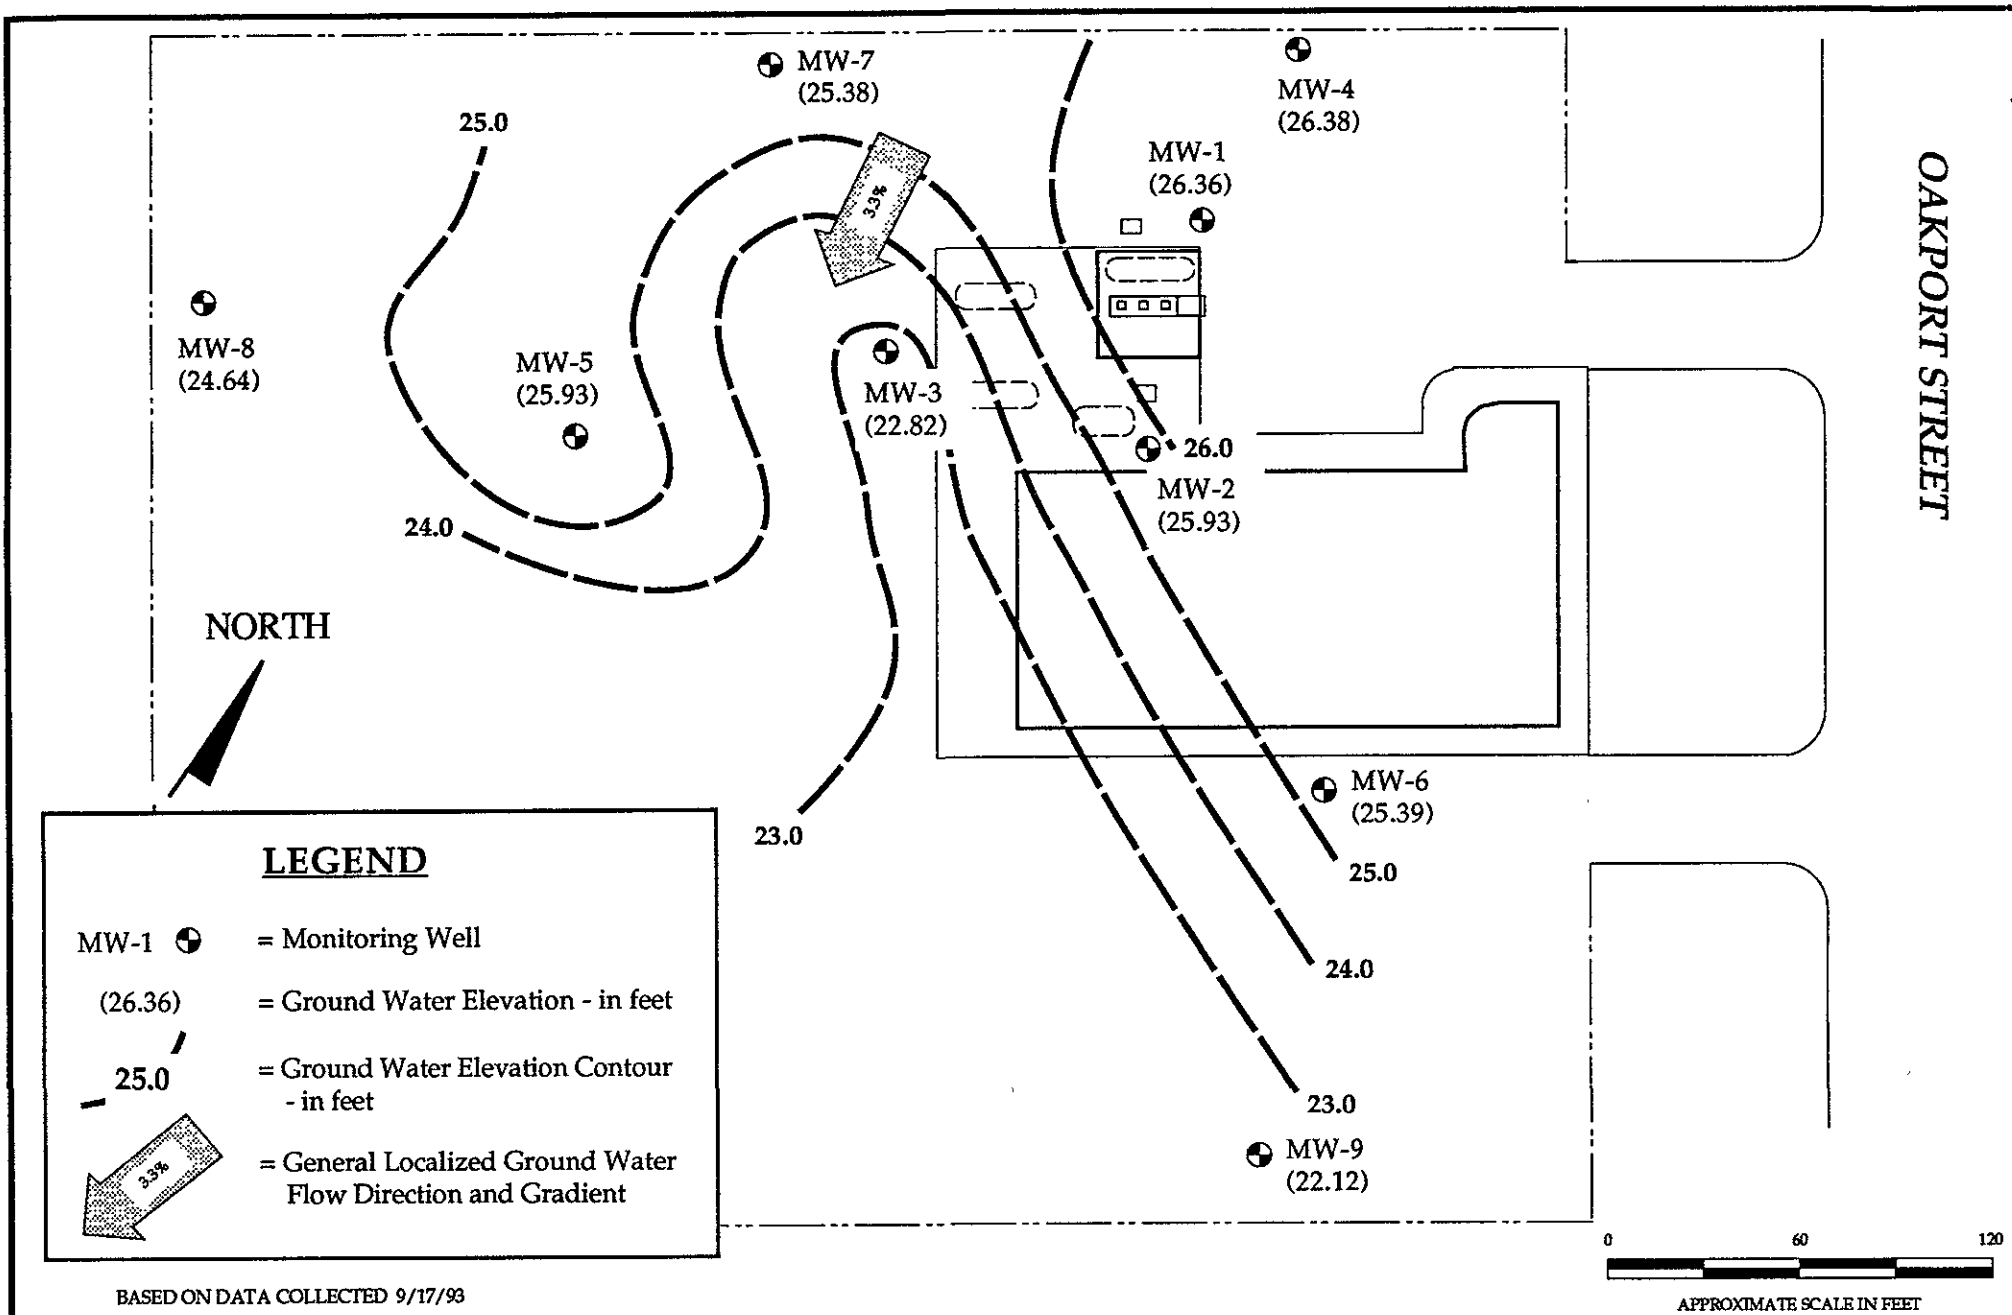 MW-7
(25.38)
MW-4
(26.38)
25.0
MW-1
(26.36)
3.3%
OAKPORT STREET
MW-8
(24.64)
MW-5
(25.93)
MW-3
(22.82)
26.0
MW-2
(25.93)
24.0
NORTH
MW-6
(25.39)
23.0
25.0
24.0
23.0
MW-9
(22.12)
LEGEND
MW-1 = Monitoring Well
(26.36) = Ground Water Elevation - in feet
25.0 = Ground Water Elevation Contour
- in feet
3.3% = General Localized Ground Water
Flow Direction and Gradient
0 60 120
APPROXIMATE SCALE IN FEET
BASED ON DATA COLLECTED 9/17/93